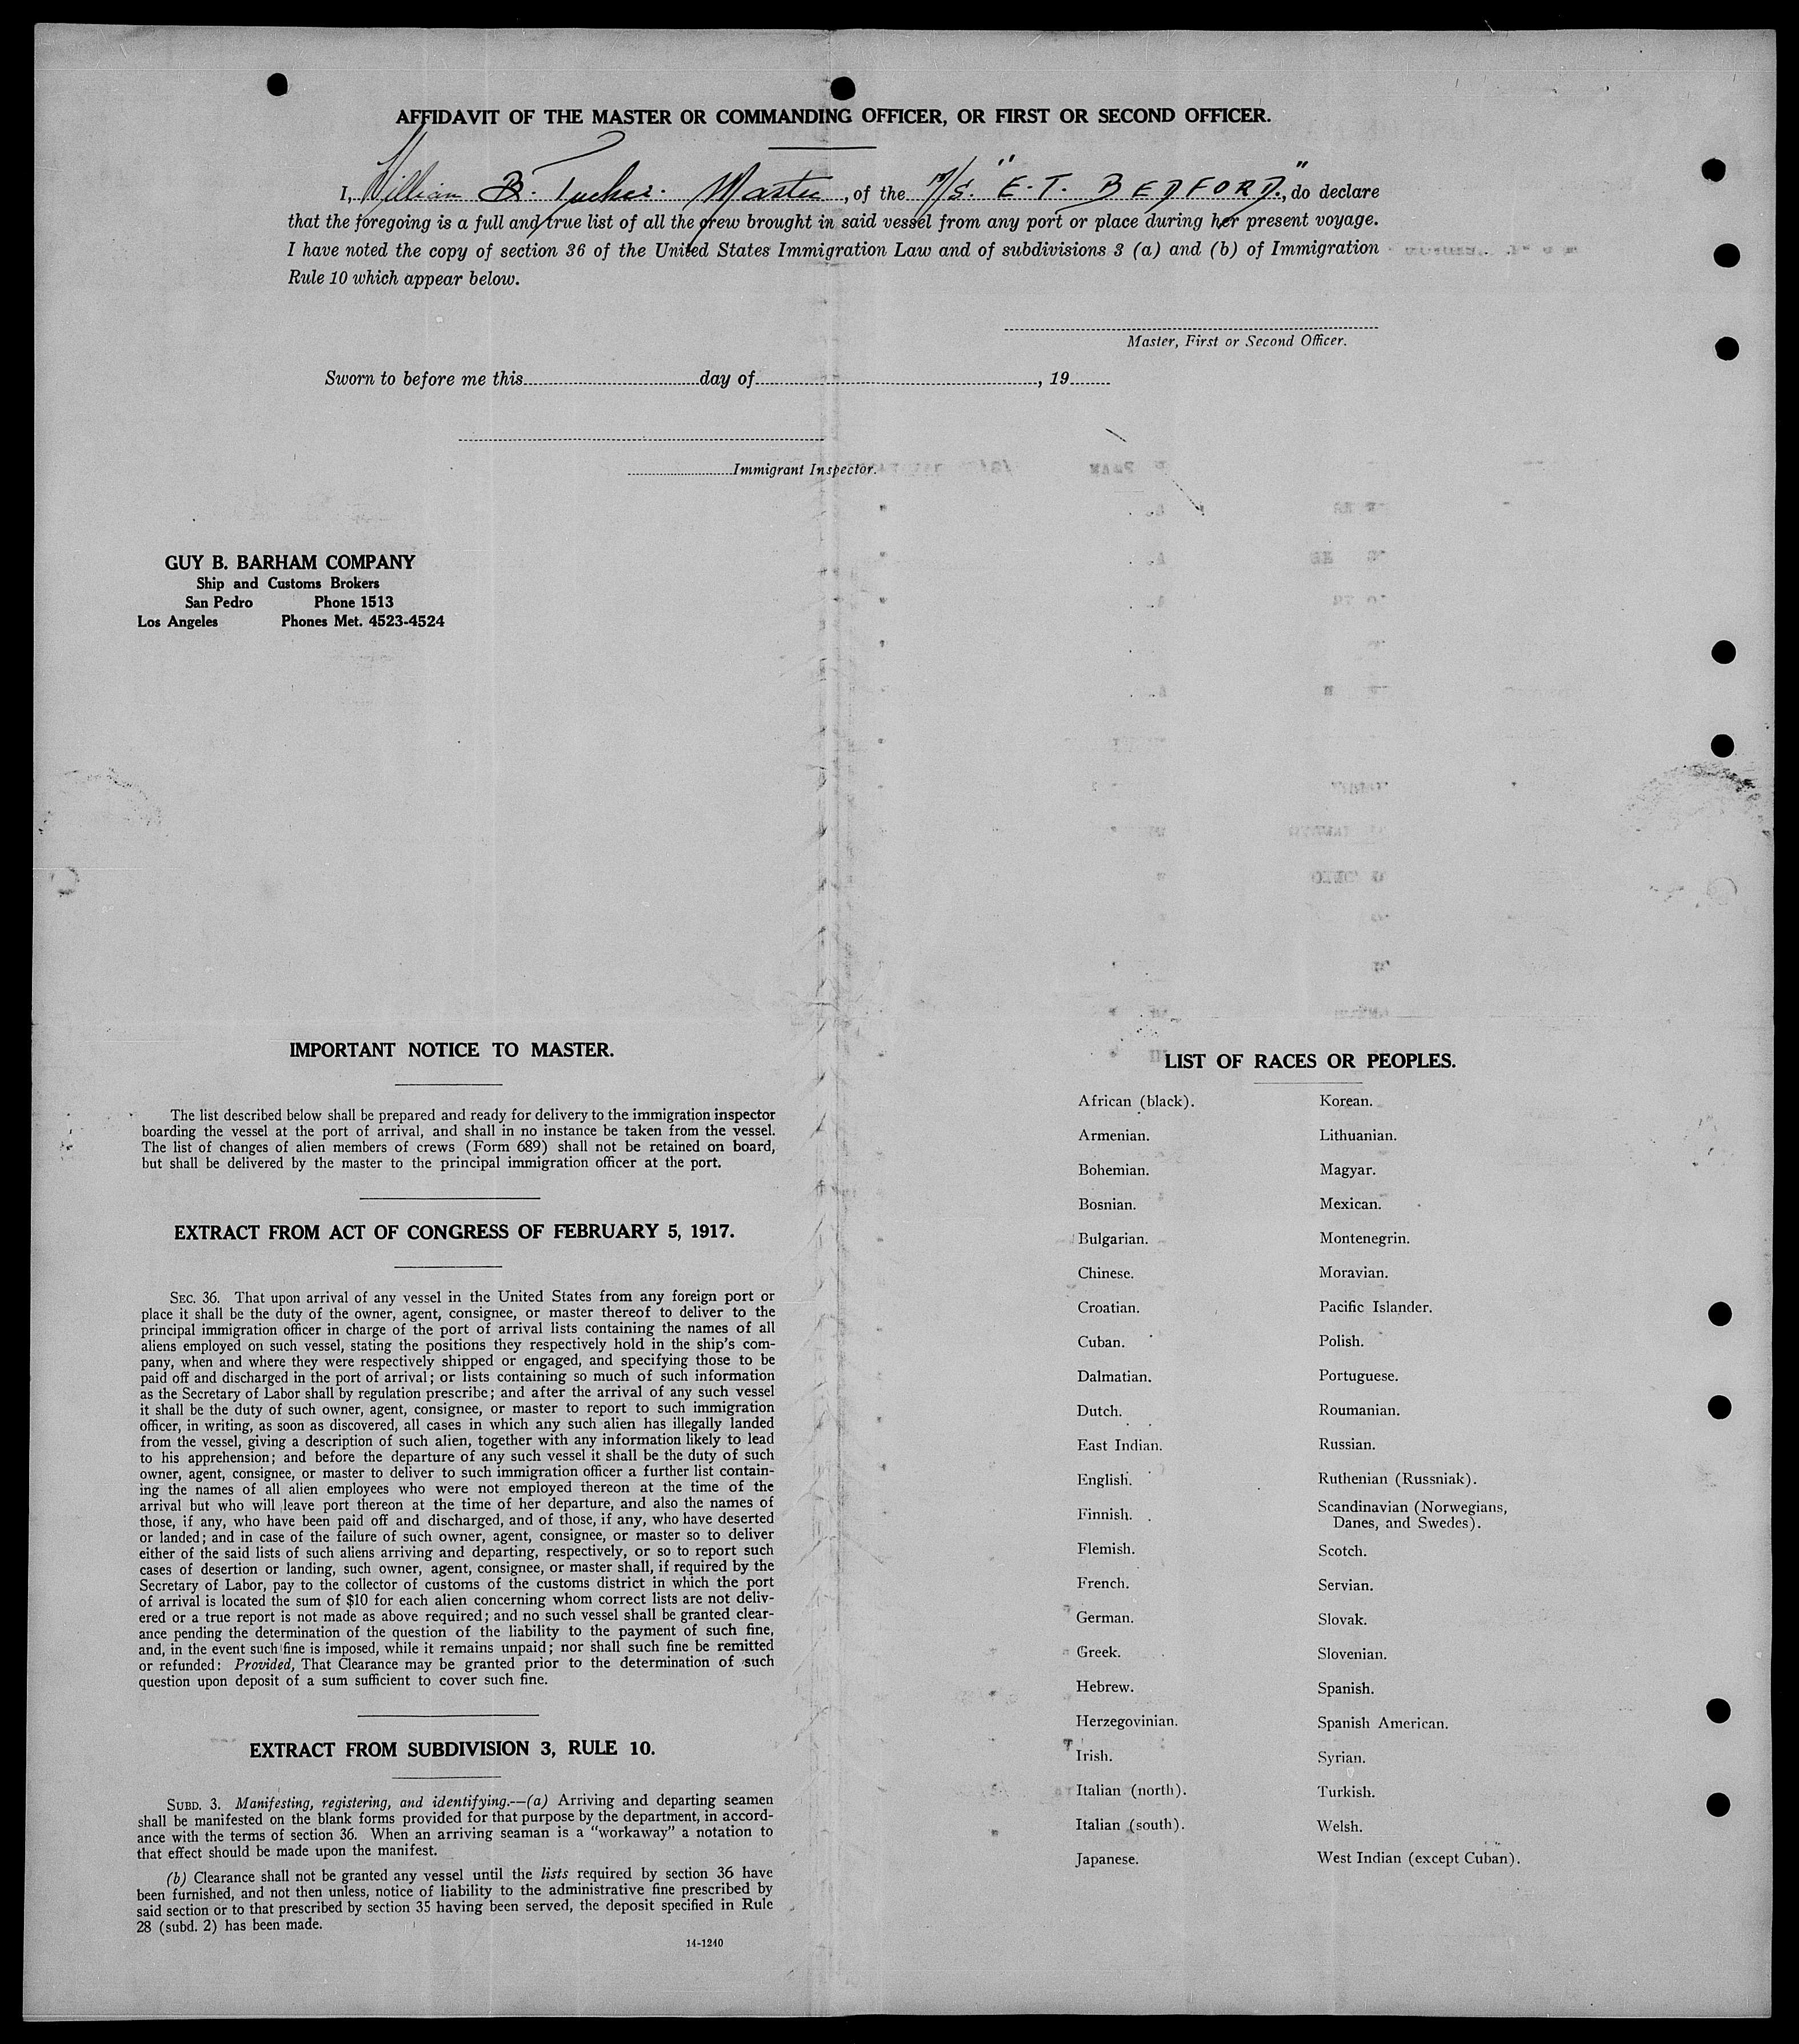 AFFIDAVIT OF THE MASTER OR COMMANDING OFFICER, OR FIRST OR SECOND OFFICER.
I, William B. Tucker. Master, of the M/S. "E. T. BEDFORD.", do declare
that the foregoing is a full and true list of all the crew brought in said vessel from any port or place during her present voyage.
I have noted the copy of section 36 of the United States Immigration Law and of subdivisions 3 (a) and (b) of Immigration
Rule 10 which appear below.
Master, First or Second Officer.
Sworn to before me this day of , 19
Immigrant Inspector.
GUY B. BARHAM COMPANY
Ship and Customs Brokers
San Pedro Phone 1513
Los Angeles Phones Met. 4523-4524
IMPORTANT NOTICE TO MASTER.
The list described below shall be prepared and ready for delivery to the immigration inspector
boarding the vessel at the port of arrival, and shall in no instance be taken from the vessel.
The list of changes of alien members of crews (Form 689) shall not be retained on board,
but shall be delivered by the master to the principal immigration officer at the port.
EXTRACT FROM ACT OF CONGRESS OF FEBRUARY 5, 1917.
SEC. 36. That upon arrival of any vessel in the United States from any foreign port or
place it shall be the duty of the owner, agent, consignee, or master thereof to deliver to the
principal immigration officer in charge of the port of arrival lists containing the names of all
aliens employed on such vessel, stating the positions they respectively hold in the ship's com-
pany, when and where they were respectively shipped or engaged, and specifying those to be
paid off and discharged in the port of arrival; or lists containing so much of such information
as the Secretary of Labor shall by regulation prescribe; and after the arrival of any such vessel
it shall be the duty of such owner, agent, consignee, or master to report to such immigration
officer, in writing, as soon as discovered, all cases in which any such alien has illegally landed
from the vessel, giving a description of such alien, together with any information likely to lead
to his apprehension; and before the departure of any such vessel it shall be the duty of such
owner, agent, consignee, or master to deliver to such immigration officer a further list contain-
ing the names of all alien employees who were not employed thereon at the time of the
arrival but who will leave port thereon at the time of her departure, and also the names of
those, if any, who have been paid off and discharged, and of those, if any, who have deserted
or landed; and in case of the failure of such owner, agent, consignee, or master so to deliver
either of the said lists of such aliens arriving and departing, respectively, or so to report such
cases of desertion or landing, such owner, agent, consignee, or master shall, if required by the
Secretary of Labor, pay to the collector of customs of the customs district in which the port
of arrival is located the sum of $10 for each alien concerning whom correct lists are not deliv-
ered or a true report is not made as above required; and no such vessel shall be granted clear-
ance pending the determination of the question of the liability to the payment of such fine,
and, in the event such fine is imposed, while it remains unpaid; nor shall such fine be remitted
or refunded: Provided, That Clearance may be granted prior to the determination of such
question upon deposit of a sum sufficient to cover such fine.
EXTRACT FROM SUBDIVISION 3, RULE 10.
SUBD. 3. Manifesting, registering, and identifying.—(a) Arriving and departing seamen
shall be manifested on the blank forms provided for that purpose by the department, in accord-
ance with the terms of section 36. When an arriving seaman is a "workaway" a notation to
that effect should be made upon the manifest.
(b) Clearance shall not be granted any vessel until the lists required by section 36 have
been furnished, and not then unless, notice of liability to the administrative fine prescribed by
said section or to that prescribed by section 35 having been served, the deposit specified in Rule
28 (subd. 2) has been made.
14-1240
LIST OF RACES OR PEOPLES.
African (black).
Armenian.
Bohemian.
Bosnian.
Bulgarian.
Chinese.
Croatian.
Cuban.
Dalmatian.
Dutch.
East Indian.
English.
Finnish.
Flemish.
French.
German.
Greek.
Hebrew.
Herzegovinian.
Irish.
Italian (north).
Italian (south).
Japanese.
Korean.
Lithuanian.
Magyar.
Mexican.
Montenegrin.
Moravian.
Pacific Islander.
Polish.
Portuguese.
Roumanian.
Russian.
Ruthenian (Russniak).
Scandinavian (Norwegians,
Danes, and Swedes).
Scotch.
Servian.
Slovak.
Slovenian.
Spanish.
Spanish American.
Syrian.
Turkish.
Welsh.
West Indian (except Cuban).